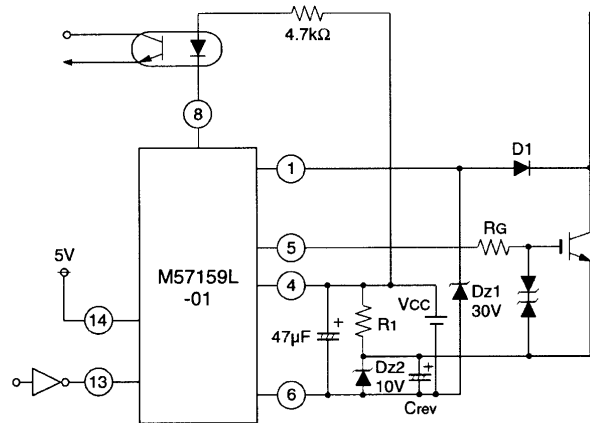 4.7kΩ
8
1
D1
5
RG
5V
M57159L
-01
4
14
47µF
+
R1
VCC
Dz1
30V
Dz2
10V
+
13
6
Crev